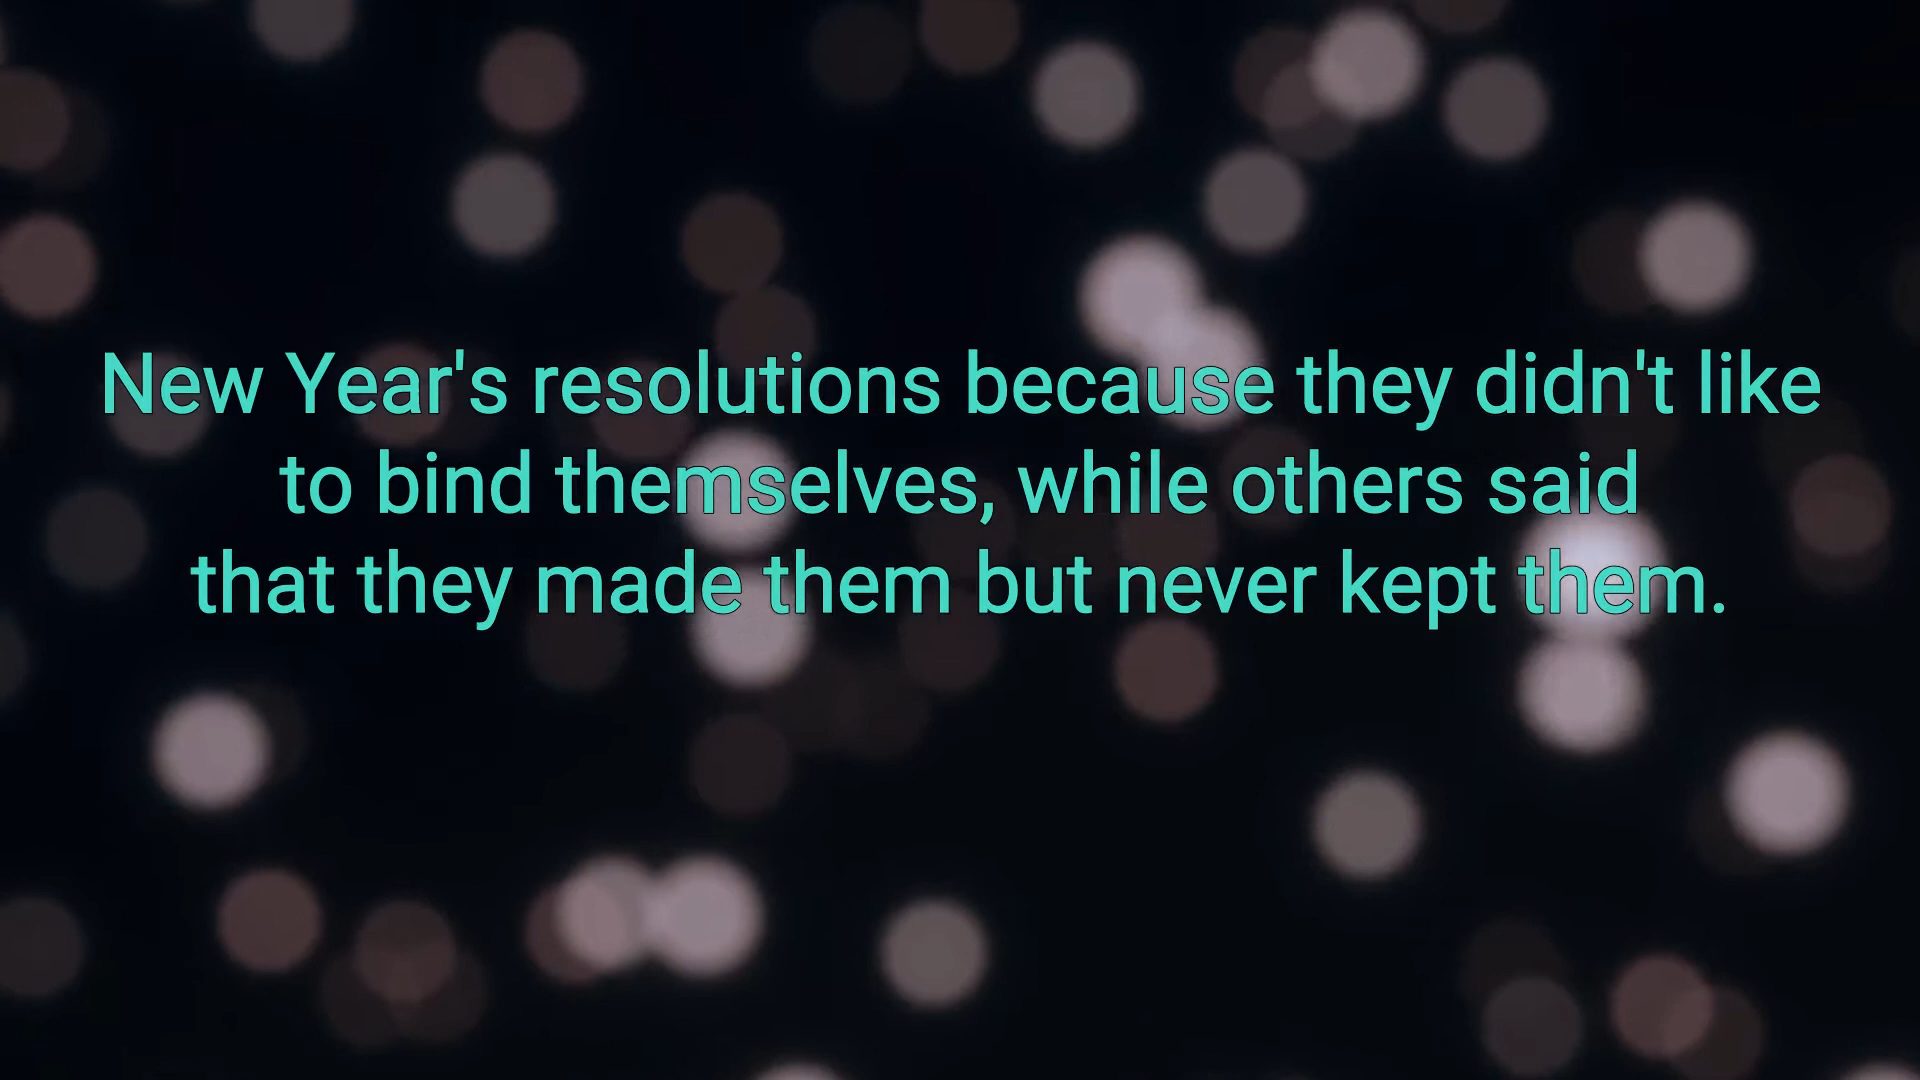 New Year's resolutions because they didn't like
to bind themselves, while others said
that they made them but never kept them.